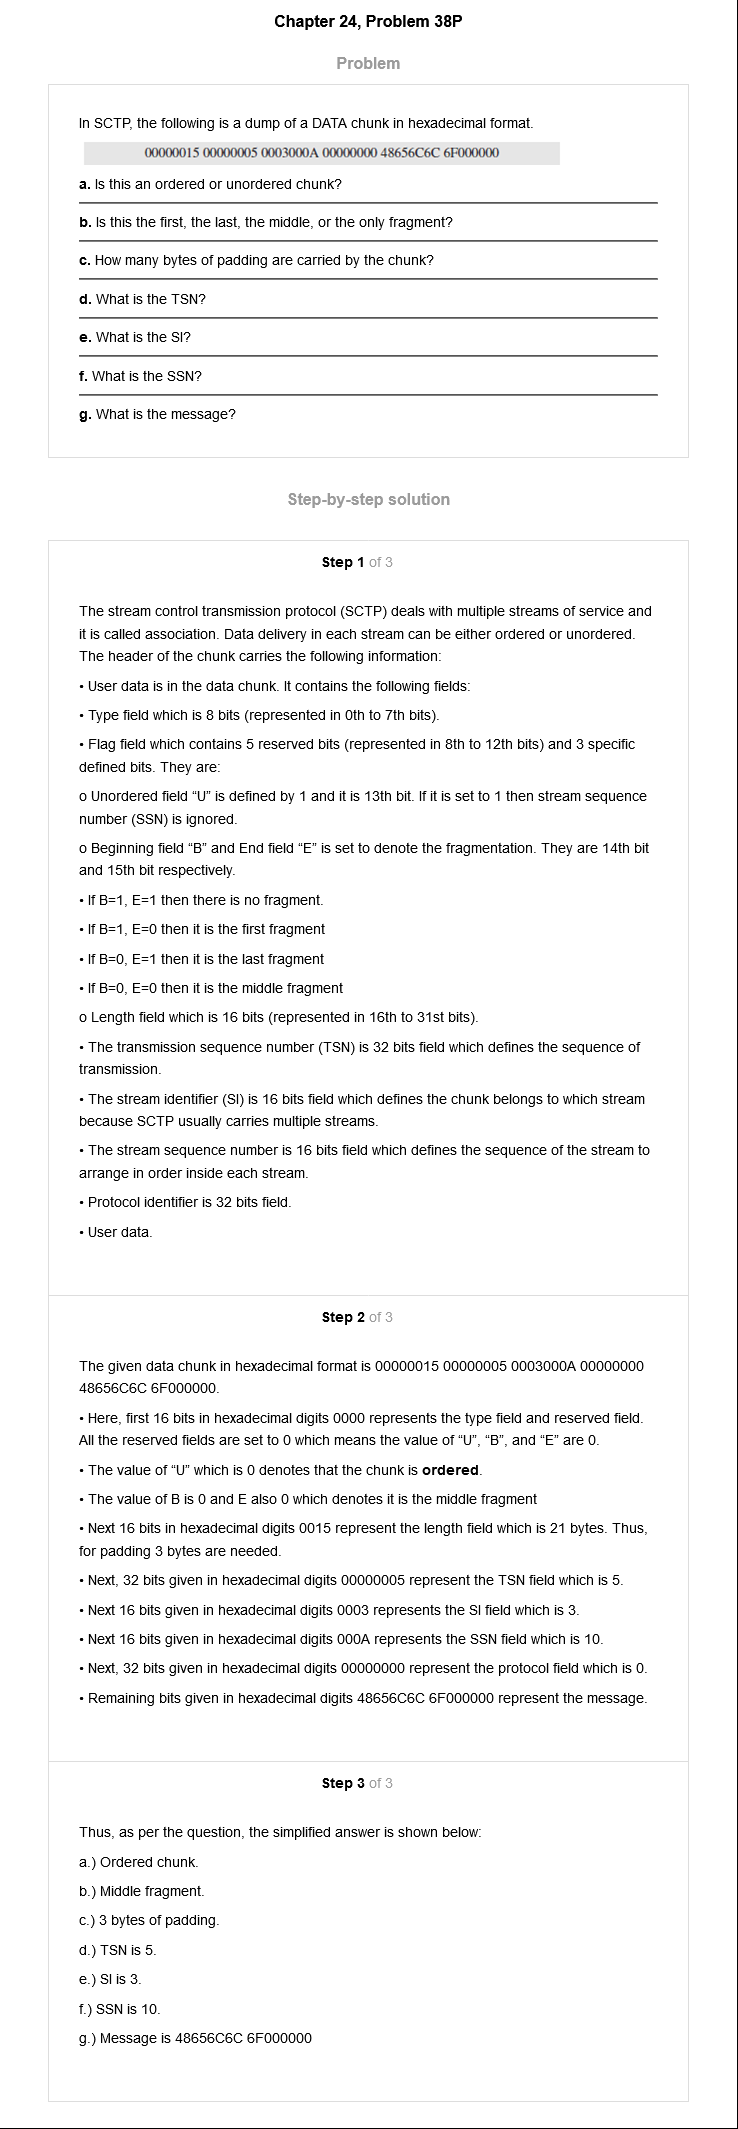 Chapter 24, Problem 38P
Problem
In SCTP, the following is a dump of a DATA chunk in hexadecimal format.
00000015 00000005 0003000A 00000000 48656C6C 6F000000
a. Is this an ordered or unordered chunk?
b. Is this the first, the last, the middle, or the only fragment?
c. How many bytes of padding are carried by the chunk?
d. What is the TSN?
e. What is the SI?
f. What is the SSN?
g. What is the message?
Step-by-step solution
Step 1 of 3
The stream control transmission protocol (SCTP) deals with multiple streams of service and
it is called association. Data delivery in each stream can be either ordered or unordered.
The header of the chunk carries the following information:
• User data is in the data chunk. It contains the following fields:
• Type field which is 8 bits (represented in 0th to 7th bits).
• Flag field which contains 5 reserved bits (represented in 8th to 12th bits) and 3 specific
defined bits. They are:
o Unordered field “U” is defined by 1 and it is 13th bit. If it is set to 1 then stream sequence
number (SSN) is ignored.
o Beginning field “B” and End field “E” is set to denote the fragmentation. They are 14th bit
and 15th bit respectively.
• If B=1, E=1 then there is no fragment.
• If B=1, E=0 then it is the first fragment
• If B=0, E=1 then it is the last fragment
• If B=0, E=0 then it is the middle fragment
o Length field which is 16 bits (represented in 16th to 31st bits).
• The transmission sequence number (TSN) is 32 bits field which defines the sequence of
transmission.
• The stream identifier (SI) is 16 bits field which defines the chunk belongs to which stream
because SCTP usually carries multiple streams.
• The stream sequence number is 16 bits field which defines the sequence of the stream to
arrange in order inside each stream.
• Protocol identifier is 32 bits field.
• User data.
Step 2 of 3
The given data chunk in hexadecimal format is 00000015 00000005 0003000A 00000000
48656C6C 6F000000.
• Here, first 16 bits in hexadecimal digits 0000 represents the type field and reserved field.
All the reserved fields are set to 0 which means the value of “U”, “B”, and “E” are 0.
• The value of “U” which is 0 denotes that the chunk is ordered.
• The value of B is 0 and E also 0 which denotes it is the middle fragment
• Next 16 bits in hexadecimal digits 0015 represent the length field which is 21 bytes. Thus,
for padding 3 bytes are needed.
• Next, 32 bits given in hexadecimal digits 00000005 represent the TSN field which is 5.
• Next 16 bits given in hexadecimal digits 0003 represents the SI field which is 3.
• Next 16 bits given in hexadecimal digits 000A represents the SSN field which is 10.
• Next, 32 bits given in hexadecimal digits 00000000 represent the protocol field which is 0.
• Remaining bits given in hexadecimal digits 48656C6C 6F000000 represent the message.
Step 3 of 3
Thus, as per the question, the simplified answer is shown below:
a.) Ordered chunk.
b.) Middle fragment.
c.) 3 bytes of padding.
d.) TSN is 5.
e.) SI is 3.
f.) SSN is 10.
g.) Message is 48656C6C 6F000000